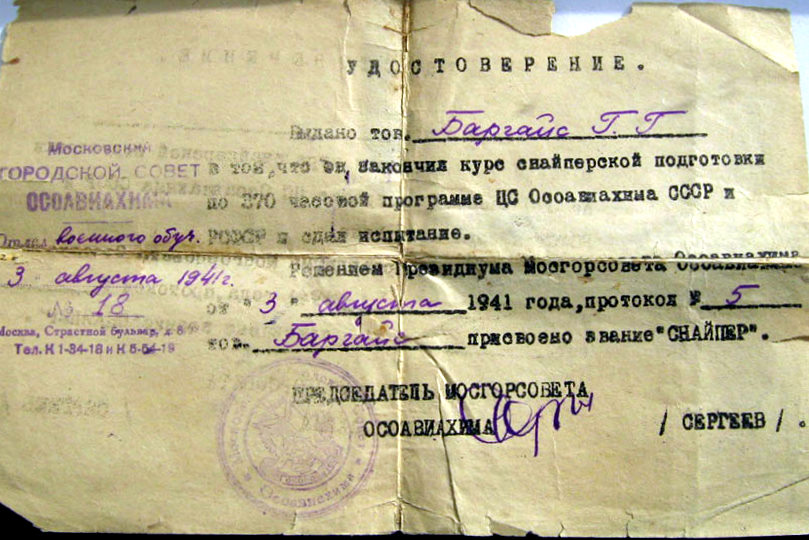 УДОСТОВЕРЕНИЕ.
Выдано тов. Баргайс Г.Г
Московский
ГОРОДСКОЙ СОВЕТ
ОСОАВИАХИМА
Отдел военного обуч.
3 августа 1941г.
№ 18
Москва, Страстной бульвар, д. 8
Тел. К 1-34-18 и К 5-54-19
в том, что он, закончил курс снайперской подготовки
по 370 часовой программе ЦС Осоавиахима СССР и
РСФСР и сдал испытание.
Решением Президиума Мосгорсовета Осоавиахима
от "3" августа 1941 года, протокол № 5
тов. Баргайс присвоено звание "СНАЙПЕР".
ПРЕДСЕДАТЕЛЬ МОСГОРСОВЕТА
ОСОАВИАХИМА / СЕРГЕЕВ /.